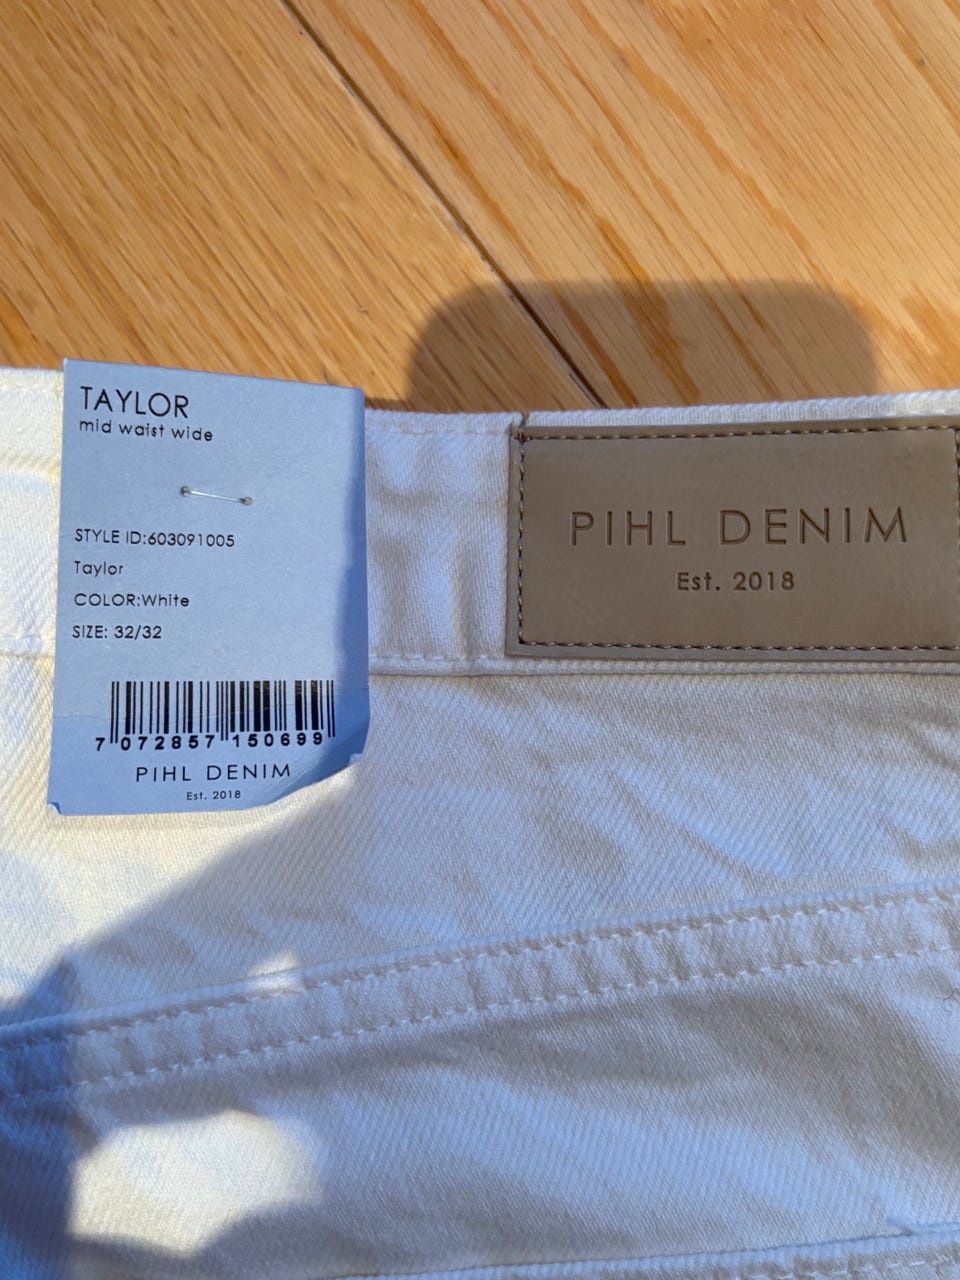 TAYLOR
mid waist wide
STYLE ID:603091005
Taylor
COLOR:White
SIZE: 32/32
7 072857 150699
PIHL DENIM
Est. 2018
PIHL DENIM
Est. 2018